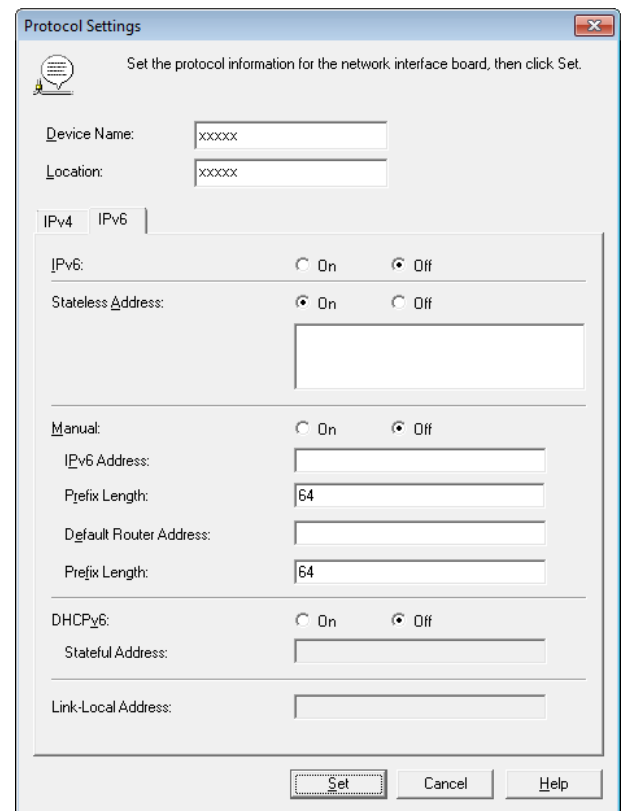 Protocol Settings
Set the protocol information for the network interface board, then click Set.
Device Name: xxxxx
Location: xxxxx
IPv4 IPv6
IPv6: On Off
Stateless Address: On Off
Manual: On Off
IPv6 Address:
Prefix Length: 64
Default Router Address:
Prefix Length: 64
DHCPv6: On Off
Stateful Address:
Link-Local Address:
Set Cancel Help